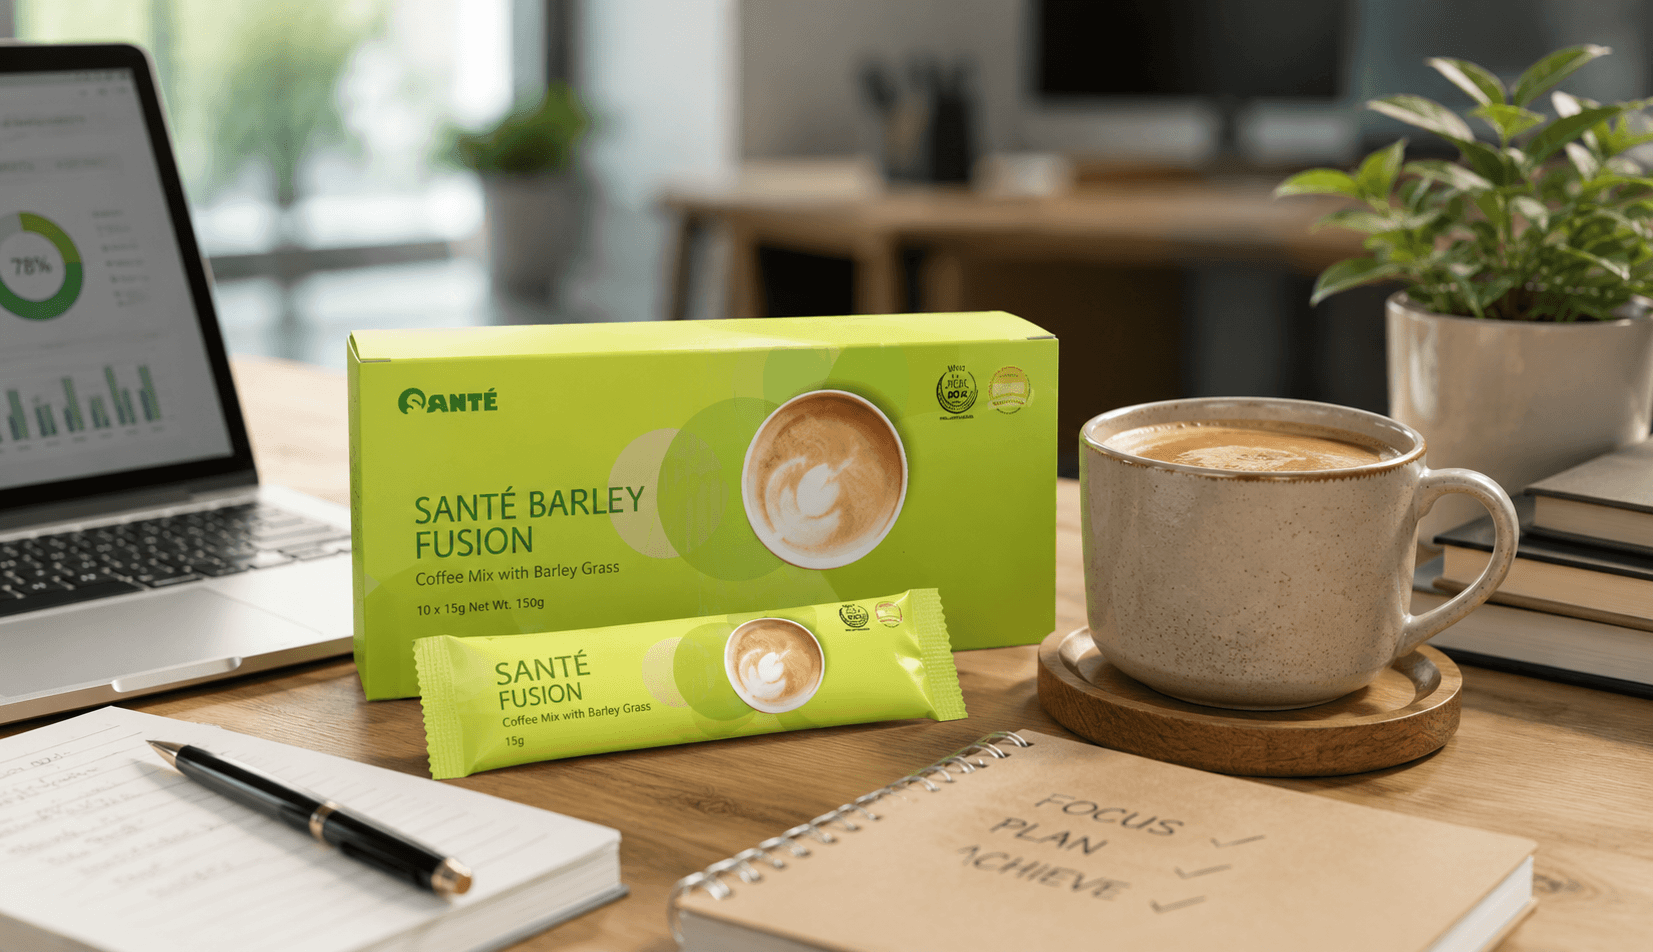 78%
SANTÉ
SANTÉ BARLEY
FUSION
Coffee Mix with Barley Grass
10 x 15g Net Wt. 150g
SANTÉ
FUSION
Coffee Mix with Barley Grass
15g
FOCUS
PLAN
ACHIEVE